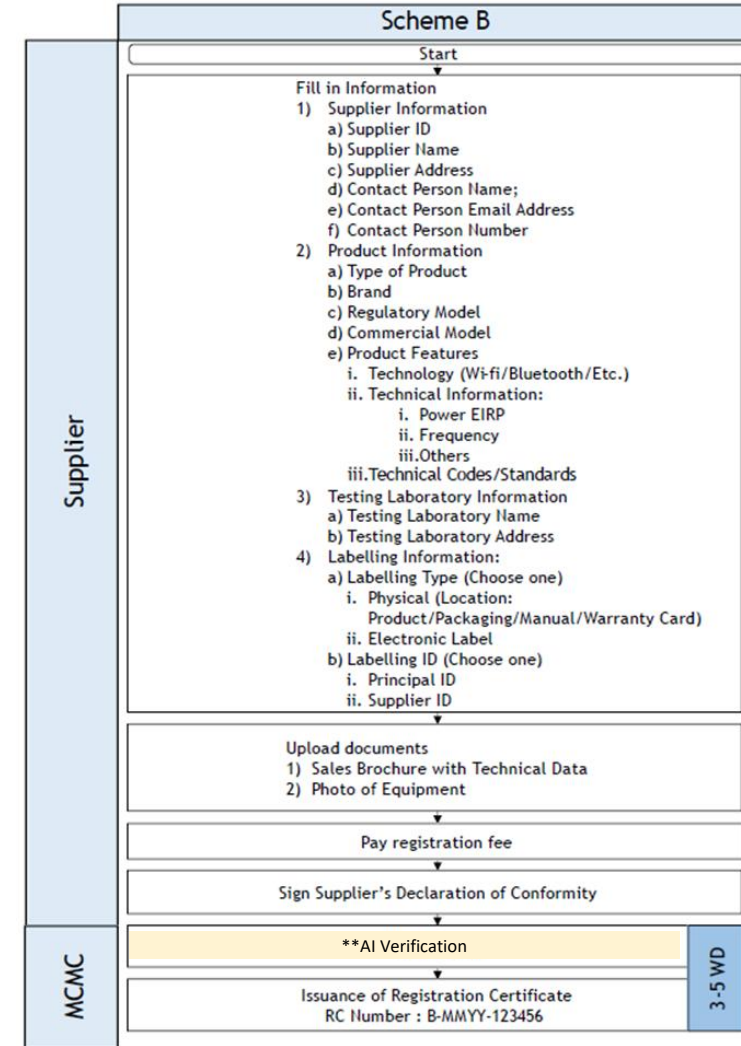 Scheme B
Supplier
Start
Fill in Information
1) Supplier Information
a) Supplier ID
b) Supplier Name
c) Supplier Address
d) Contact Person Name;
e) Contact Person Email Address
f) Contact Person Number
2) Product Information
a) Type of Product
b) Brand
c) Regulatory Model
d) Commercial Model
e) Product Features
i. Technology (Wi-fi/Bluetooth/Etc.)
ii. Technical Information:
i. Power EIRP
ii. Frequency
iii.Others
iii.Technical Codes/Standards
3) Testing Laboratory Information
a) Testing Laboratory Name
b) Testing Laboratory Address
4) Labelling Information:
a) Labelling Type (Choose one)
i. Physical (Location:
Product/Packaging/Manual/Warranty Card)
ii. Electronic Label
b) Labelling ID (Choose one)
i. Principal ID
ii. Supplier ID
Upload documents
1) Sales Brochure with Technical Data
2) Photo of Equipment
Pay registration fee
Sign Supplier’s Declaration of Conformity
MCMC
**AI Verification
Issuance of Registration Certificate
RC Number : B-MMYY-123456
3-5 WD